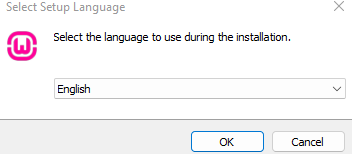 Select Setup Language
Select the language to use during the installation.
English
OK
Cancel